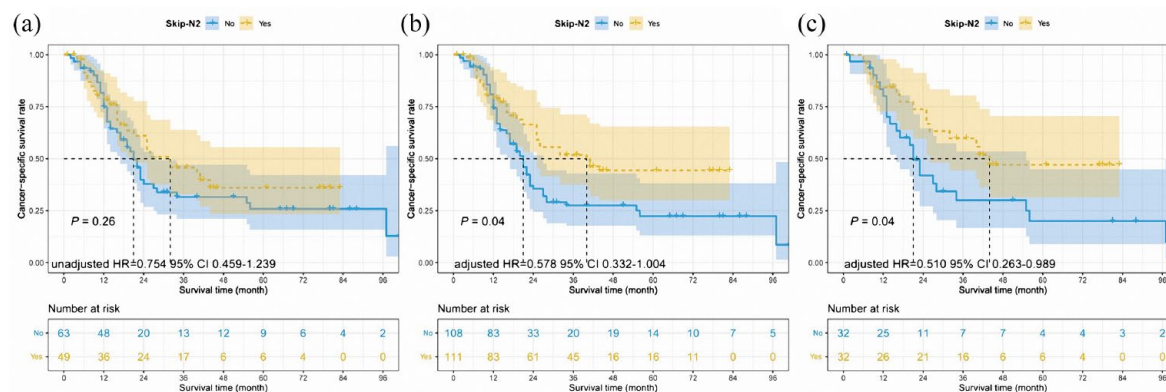 (a)
Skip-N2 No Yes
Cancer-specific survival rate
1.00
0.75
0.50
0.25
0.00
P = 0.26
unadjusted HR=0.754 95% CI 0.459-1.239
0 12 24 36 48 60 72 84 96
Survival time (month)
Number at risk
No 63 48 20 13 12 9 6 4 2
Yes 49 36 24 17 6 6 4 0 0
0 12 24 36 48 60 72 84 96
Survival time (month)
(b)
Skip-N2 No Yes
Cancer-specific survival rate
1.00
0.75
0.50
0.25
0.00
P = 0.04
adjusted HR=0.578 95% CI 0.332-1.004
0 12 24 36 48 60 72 84 96
Survival time (month)
Number at risk
No 108 83 33 20 19 14 10 7 5
Yes 111 83 61 45 16 16 11 0 0
0 12 24 36 48 60 72 84 96
Survival time (month)
(c)
Skip-N2 No Yes
Cancer-specific survival rate
1.00
0.75
0.50
0.25
0.00
P = 0.04
adjusted HR=0.510 95% CI 0.263-0.989
0 12 24 36 48 60 72 84 96
Survival time (month)
Number at risk
No 32 25 11 7 7 4 4 3 2
Yes 32 26 21 16 6 6 4 0 0
0 12 24 36 48 60 72 84 96
Survival time (month)